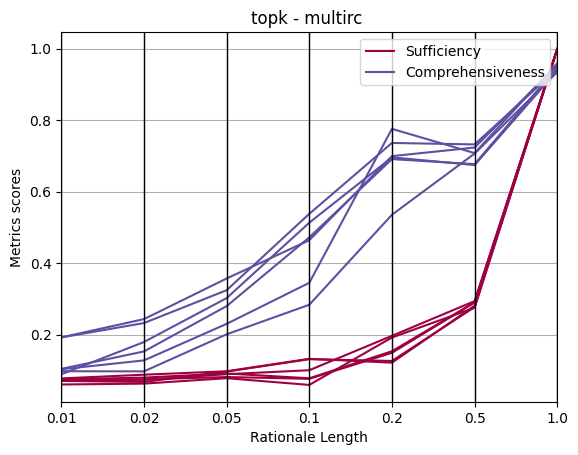 topk - multirc
Sufficiency
Comprehensiveness
Metrics scores
1.0
0.8
0.6
0.4
0.2
0.01 0.02 0.05 0.1 0.2 0.5 1.0
Rationale Length